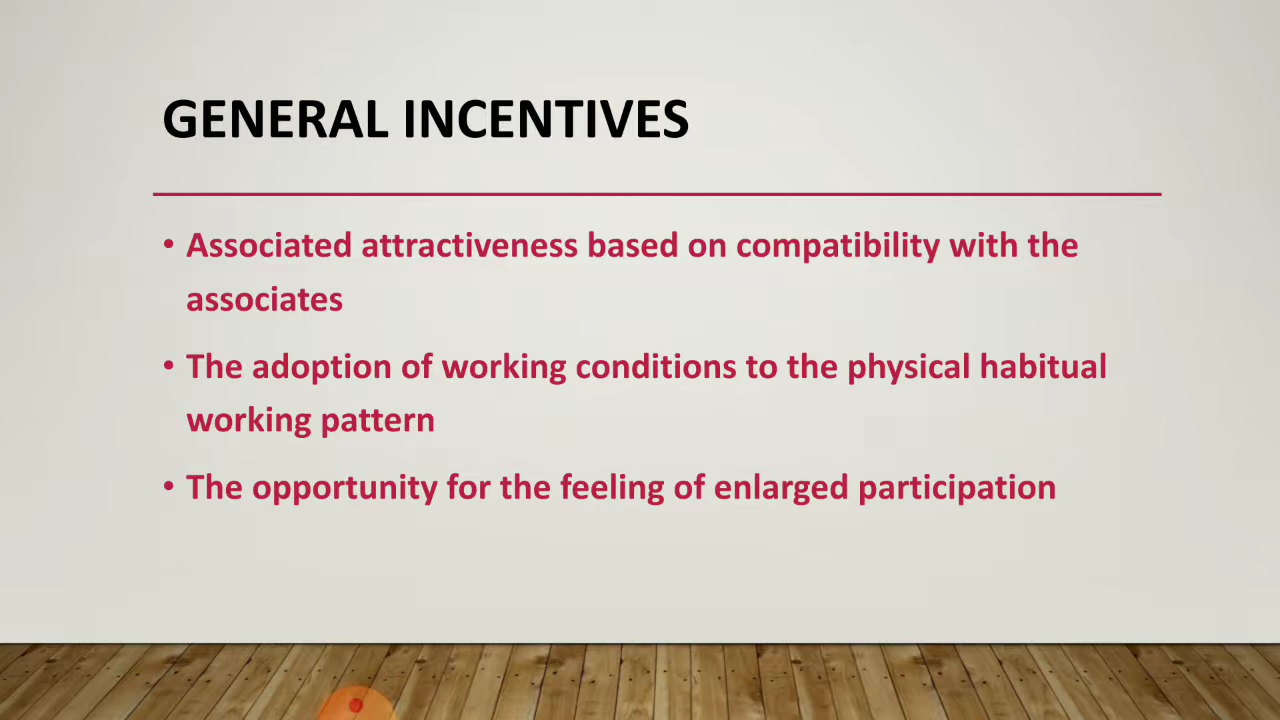 GENERAL INCENTIVES
• Associated attractiveness based on compatibility with the
associates
• The adoption of working conditions to the physical habitual
working pattern
• The opportunity for the feeling of enlarged participation